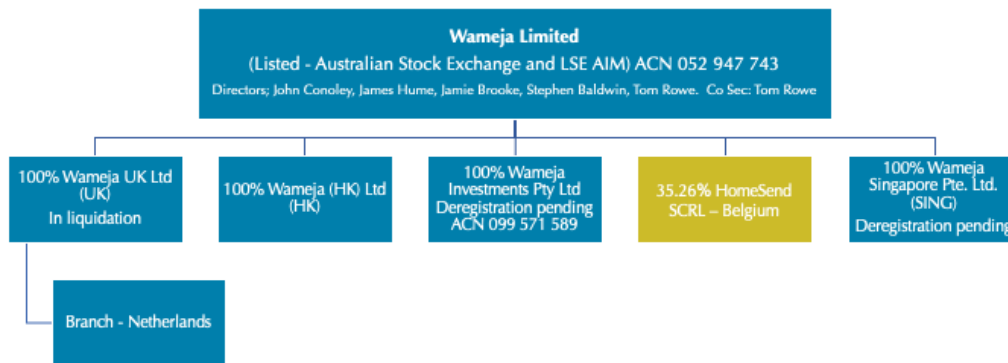 Wameja Limited
(Listed - Australian Stock Exchange and LSE AIM) ACN 052 947 743
Directors; John Conoley, James Hume, Jamie Brooke, Stephen Baldwin, Tom Rowe. Co Sec: Tom Rowe
100% Wameja UK Ltd
(UK)
In liquidation
100% Wameja (HK) Ltd
(HK)
100% Wameja
Investments Pty Ltd
Deregistration pending
ACN 099 571 589
35.26% HomeSend
SCRL – Belgium
100% Wameja
Singapore Pte. Ltd.
(SING)
Deregistration pending
Branch - Netherlands